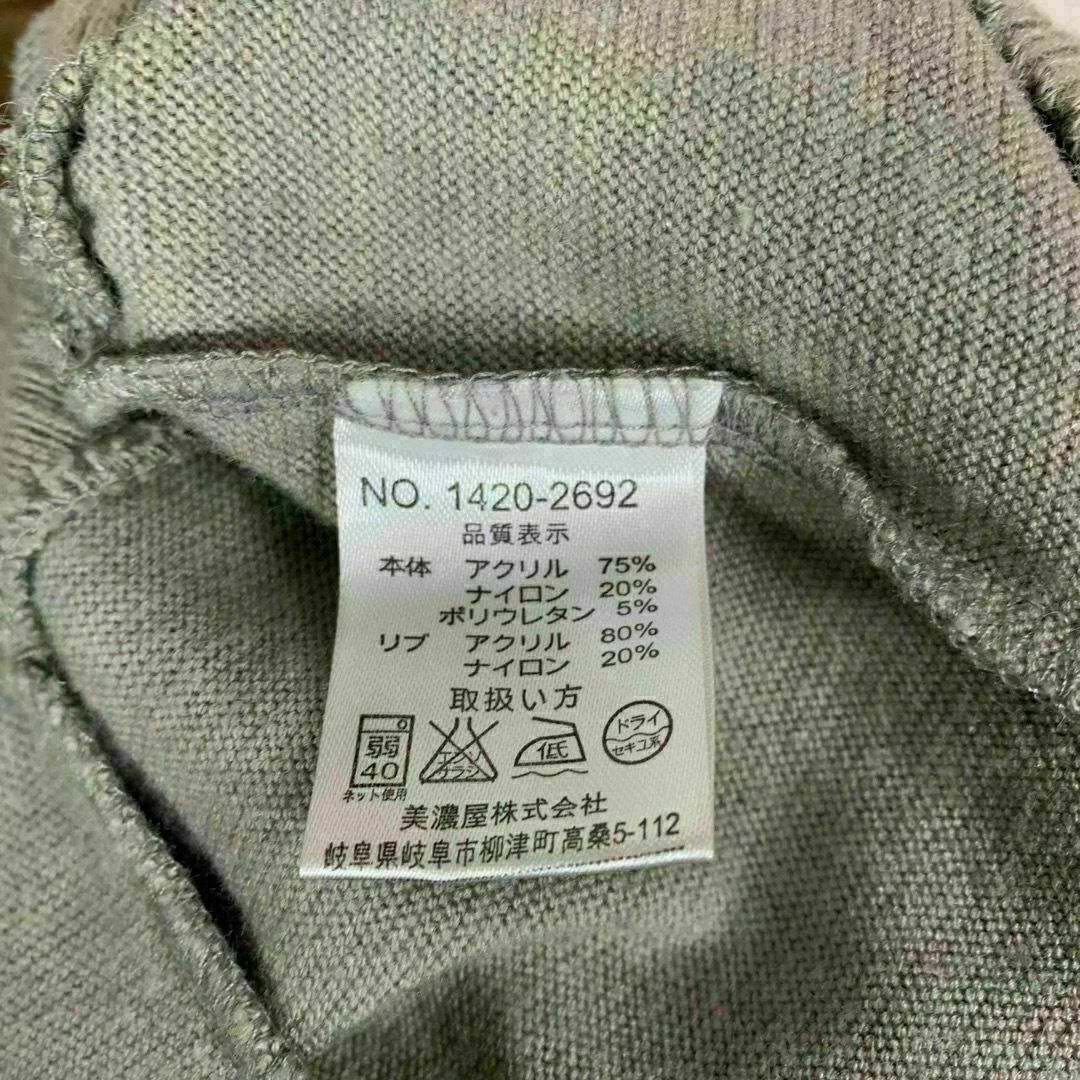 NO. 1420-2692
品質表示
本体 アクリル 75%
ナイロン 20%
ポリウレタン 5%
リブ アクリル 80%
ナイロン 20%
取扱い方
弱 40 エンソ サラシ 低 ドライ セキユ系
ネット使用
美濃屋株式会社
岐阜県岐阜市柳津町高桑5-112